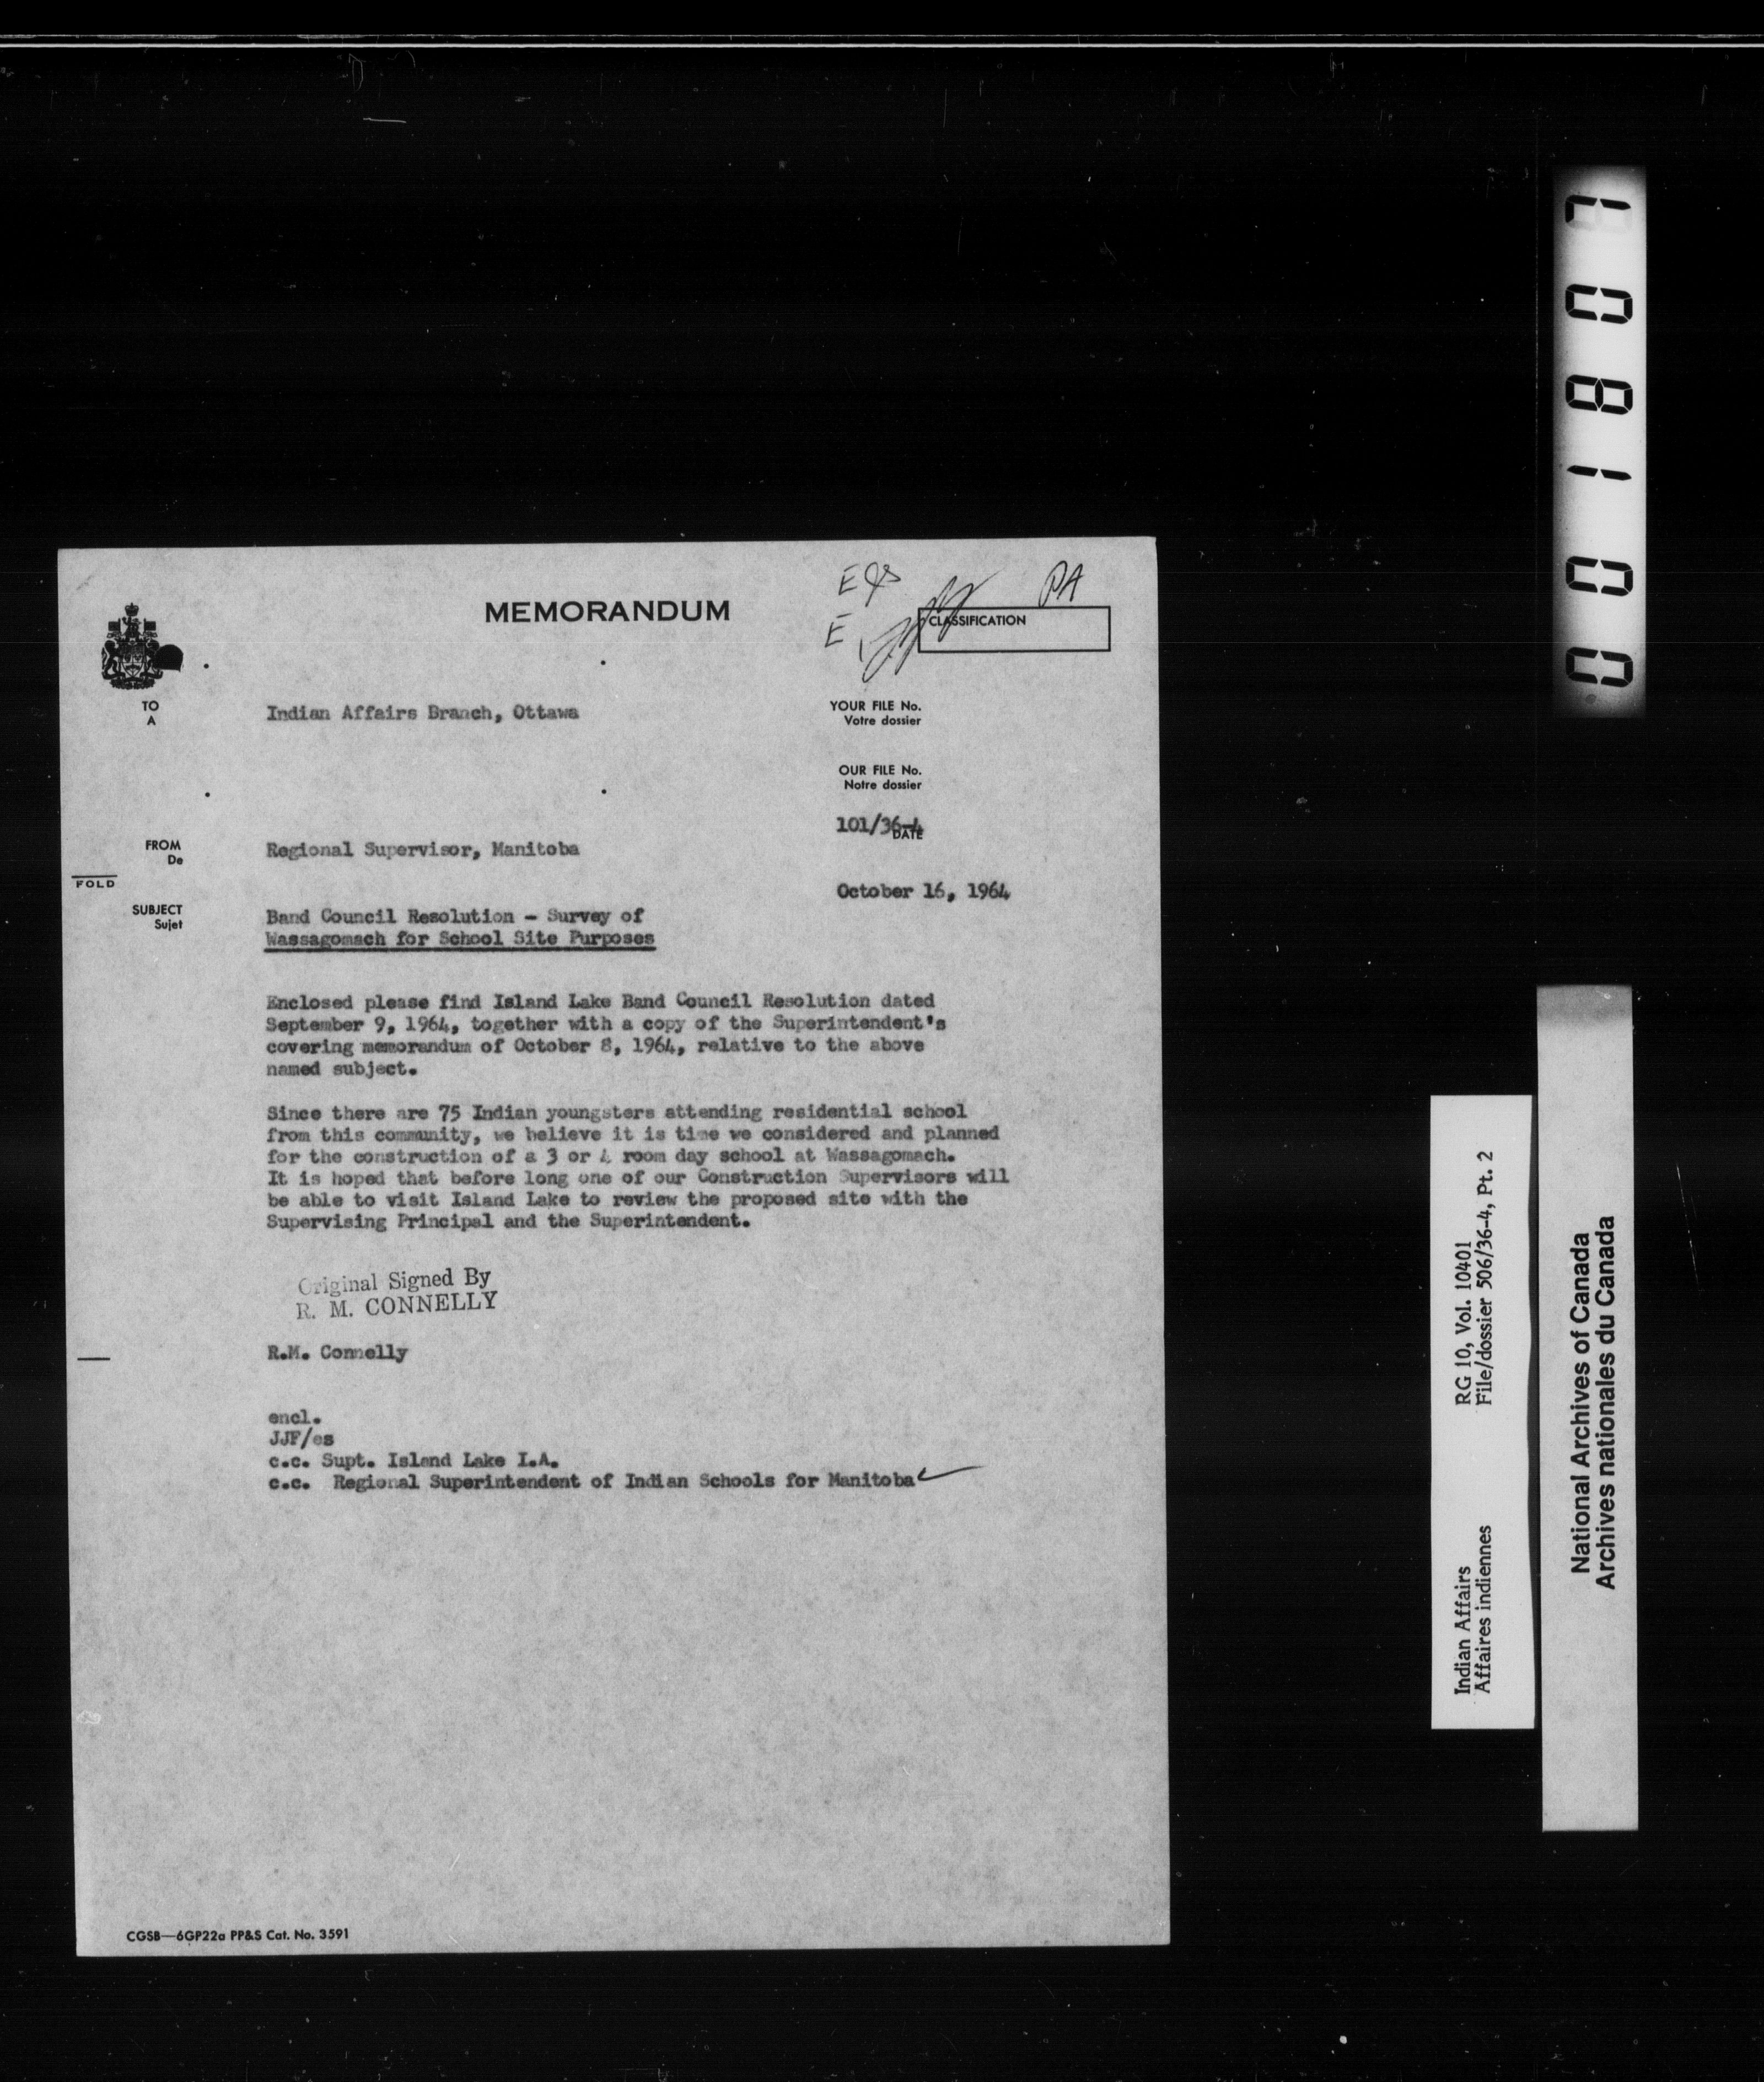 MEMORANDUM
E
PA
E
CLASSIFICATION
TO
A
Indian Affairs Branch, Ottawa
YOUR FILE No.
Votre dossier
OUR FILE No.
Notre dossier
101/36-4
DATE
FROM
De
Regional Supervisor, Manitoba
FOLD
October 16, 1964
SUBJECT
Sujet
Band Council Resolution - Survey of
Wassagomach for School Site Purposes
Enclosed please find Island Lake Band Council Resolution dated
September 9, 1964, together with a copy of the Superintendent's
covering memorandum of October 8, 1964, relative to the above
named subject.
Since there are 75 Indian youngsters attending residential school
from this community, we believe it is time we considered and planned
for the construction of a 3 or 4 room day school at Wassagomach.
It is hoped that before long one of our Construction Supervisors will
be able to visit Island Lake to review the proposed site with the
Supervising Principal and the Superintendent.
Original Signed By
R. M. CONNELLY
R.M. Connelly
encl.
JJF/es
c.c. Supt. Island Lake I.A.
c.c. Regional Superintendent of Indian Schools for Manitoba
CGSB—6GP22a PP&S Cat. No. 3591
001807
Indian Affairs
Affaires indiennes
RG 10, Vol. 10401
File/dossier 506/36-4, Pt. 2
National Archives of Canada
Archives nationales du Canada